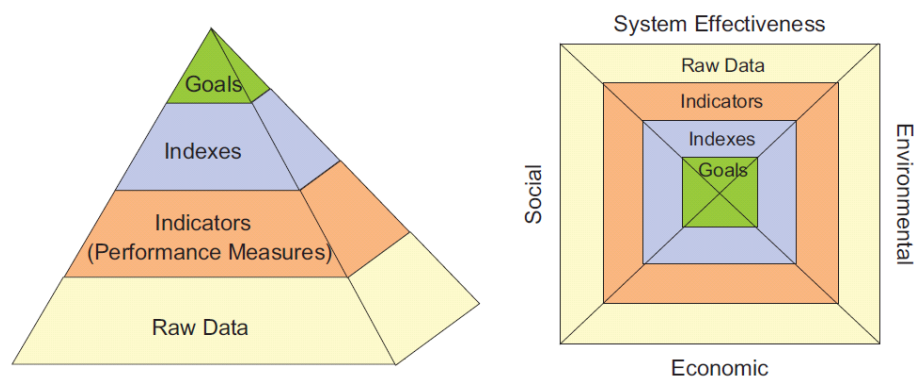 Goals
Indexes
Indicators
(Performance Measures)
Raw Data
System Effectiveness
Raw Data
Indicators
Indexes
Goals
Social
Environmental
Economic